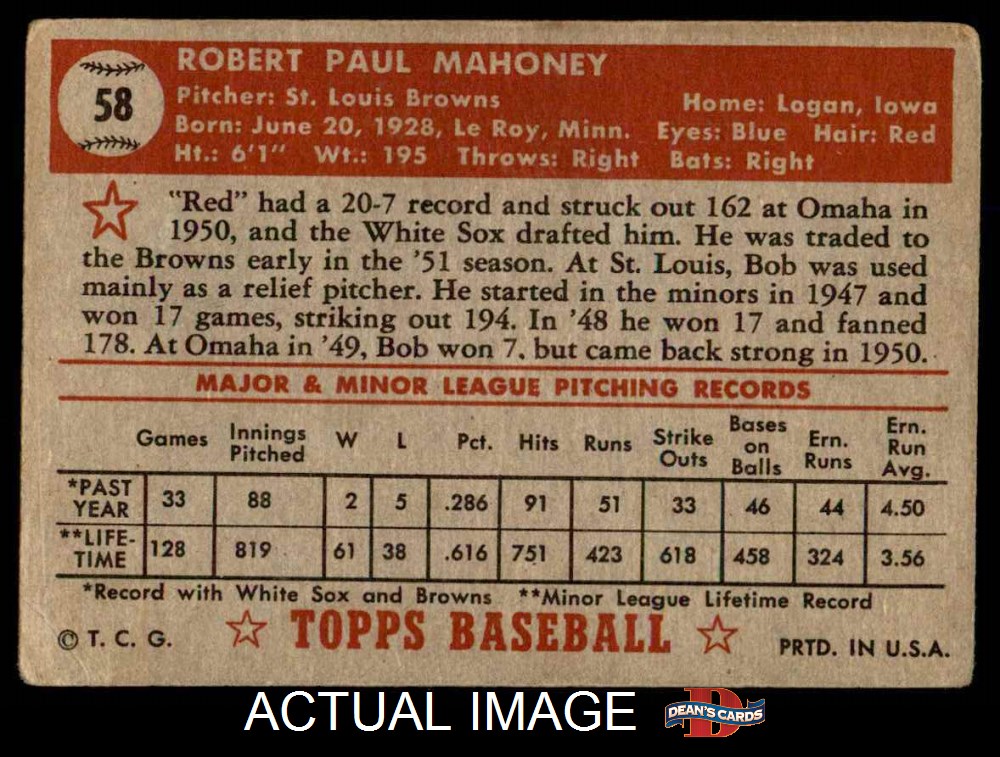 58
ROBERT PAUL MAHONEY
Pitcher: St. Louis Browns Home: Logan, Iowa
Born: June 20, 1928, Le Roy, Minn. Eyes: Blue Hair: Red
Ht.: 6'1" Wt.: 195 Throws: Right Bats: Right
"Red" had a 20-7 record and struck out 162 at Omaha in
1950, and the White Sox drafted him. He was traded to
the Browns early in the '51 season. At St. Louis, Bob was used
mainly as a relief pitcher. He started in the minors in 1947 and
won 17 games, striking out 194. In '48 he won 17 and fanned
178. At Omaha in '49, Bob won 7, but came back strong in 1950.
MAJOR & MINOR LEAGUE PITCHING RECORDS
Games Innings Pitched W L Pct. Hits Runs Strike Outs Bases on Balls Ern. Runs Ern. Run Avg.
*PAST YEAR 33 88 2 5 .286 91 51 33 46 44 4.50
**LIFE-TIME 128 819 61 38 .616 751 423 618 458 324 3.56
*Record with White Sox and Browns **Minor League Lifetime Record
© T. C. G. TOPPS BASEBALL PRTD. IN U.S.A.
ACTUAL IMAGE D DEAN'S CARDS